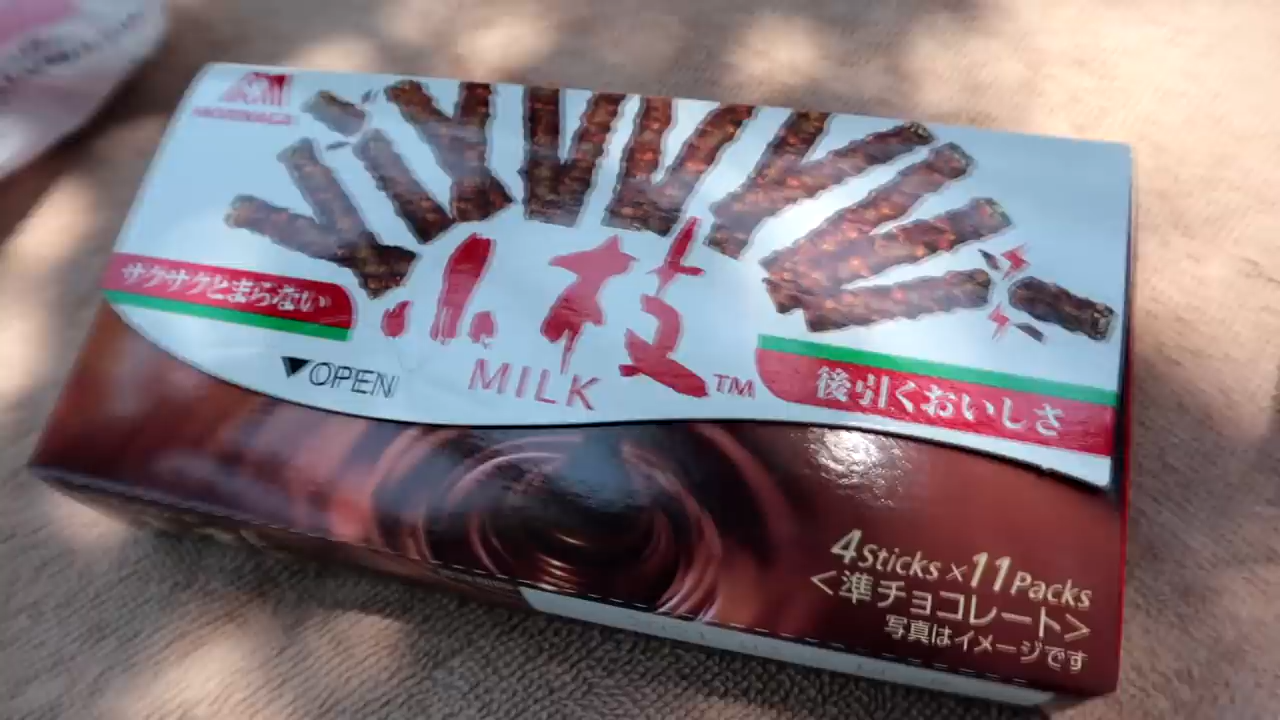 MORINAGA
サクサクとまらない
小枝
MILK
TM
▼OPEN
後引くおいしさ
4Sticks×11Packs
<準チョコレート>
写真はイメージです